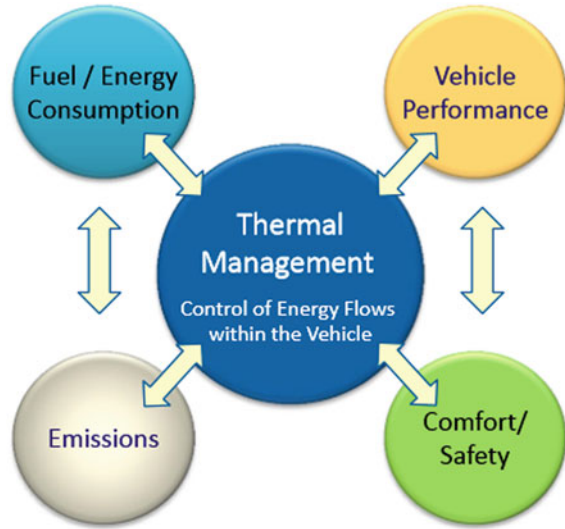 Fuel / Energy
Consumption
Vehicle
Performance
Thermal
Management
Control of Energy Flows
within the Vehicle
Emissions
Comfort/
Safety